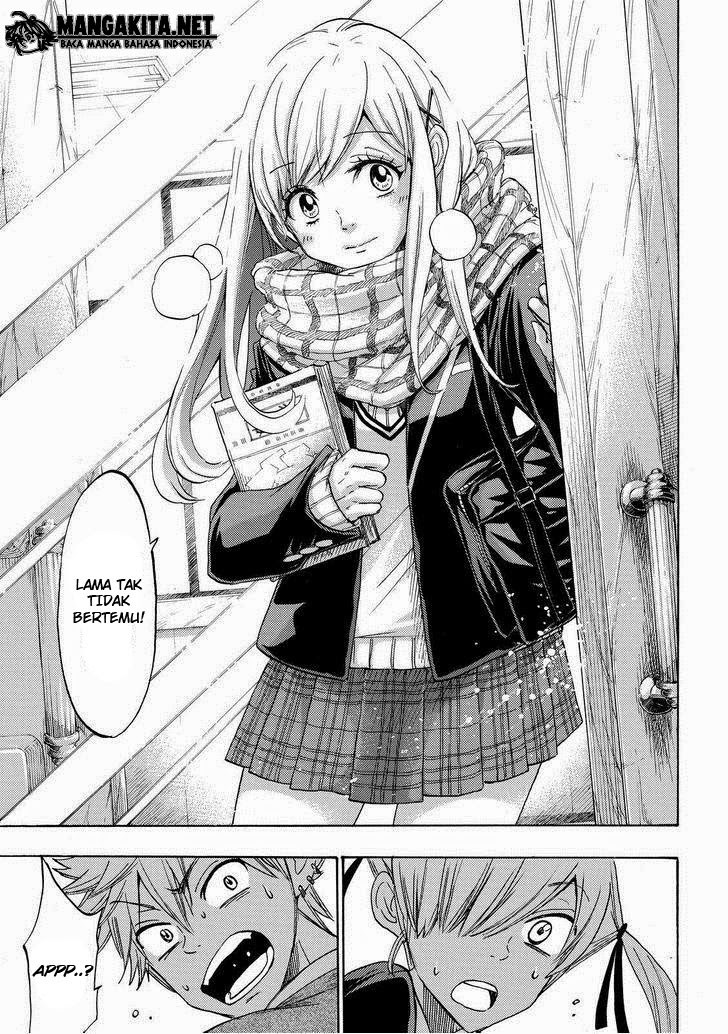 MANGAKITA.NET
BACA MANGA BAHASA INDONESIA
LAMA TAK
TIDAK
BERTEMU!
APPP..?